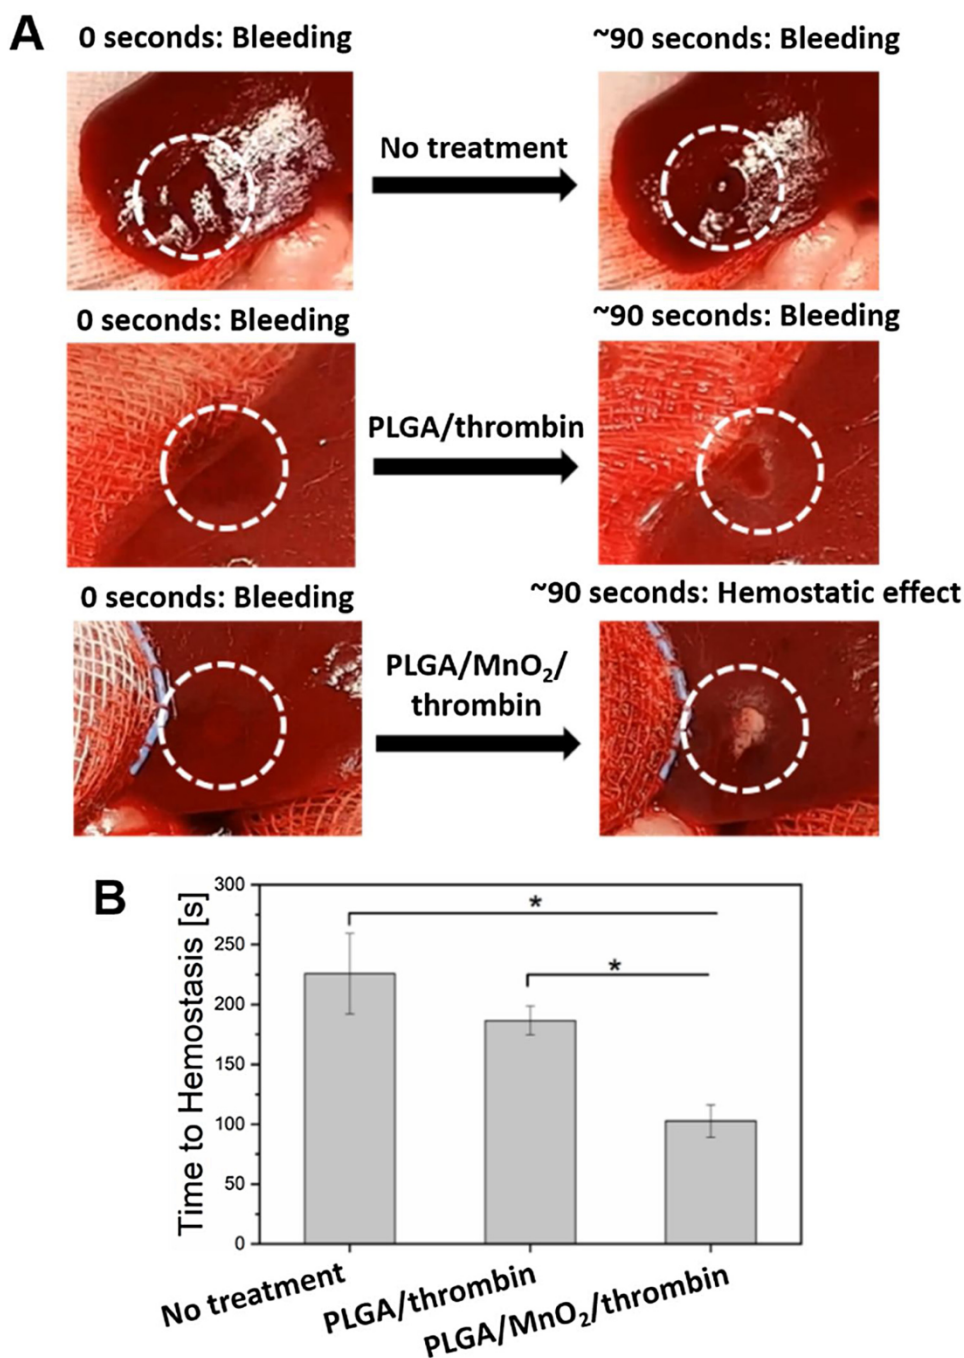 A
0 seconds: Bleeding
~90 seconds: Bleeding
No treatment
0 seconds: Bleeding
~90 seconds: Bleeding
PLGA/thrombin
0 seconds: Bleeding
~90 seconds: Hemostatic effect
PLGA/MnO₂/
thrombin
B
Time to Hemostasis [s]
300
250
200
150
100
50
0
*
*
No treatment
PLGA/thrombin
PLGA/MnO₂/thrombin